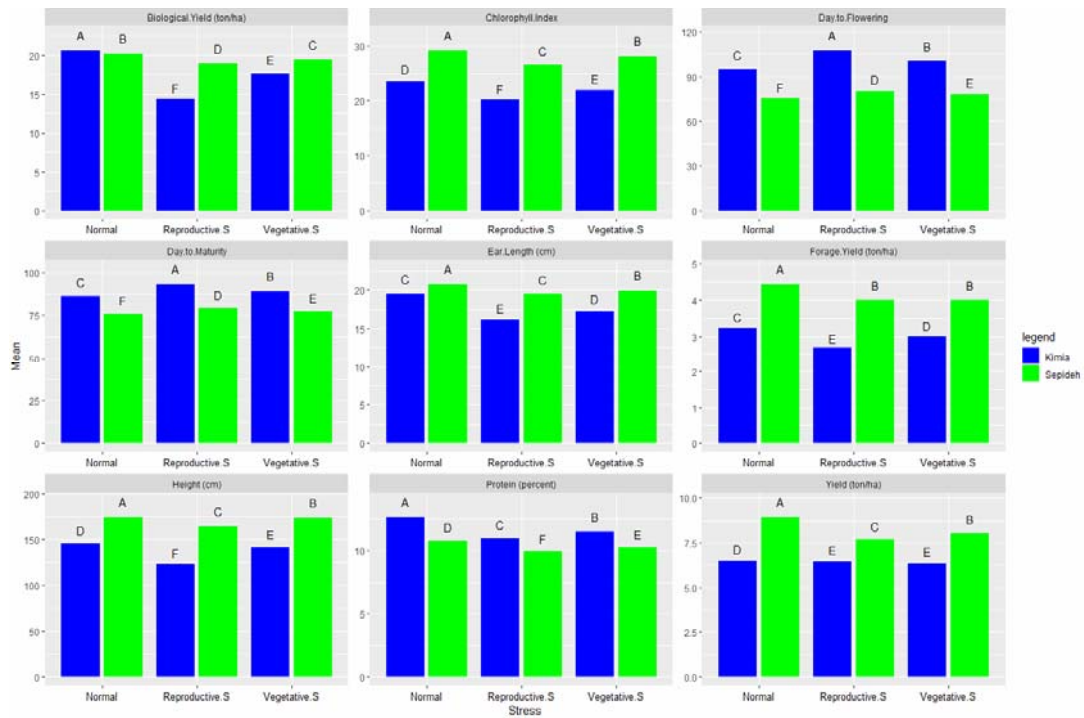 Biological.Yield (ton/ha)
A
B
F
D
E
C
20
15
10
5
0
Normal
Reproductive.S
Vegetative.S
Chlorophyll.Index
D
A
F
C
E
B
30
20
10
0
Normal
Reproductive.S
Vegetative.S
Day.to.Flowering
C
F
A
D
B
E
120
90
60
30
0
Normal
Reproductive.S
Vegetative.S
Day.to.Maturity
C
F
A
D
B
E
100
75
50
25
0
Normal
Reproductive.S
Vegetative.S
Ear.Length (cm)
C
A
E
C
D
B
20
15
10
5
0
Normal
Reproductive.S
Vegetative.S
Forage.Yield (ton/ha)
C
A
E
B
D
B
5
4
3
2
1
0
Normal
Reproductive.S
Vegetative.S
Height (cm)
D
A
F
C
E
B
200
150
100
50
0
Normal
Reproductive.S
Vegetative.S
Protein (percent)
A
D
C
F
B
E
10
5
0
Normal
Reproductive.S
Vegetative.S
Yield (ton/ha)
D
A
E
C
E
B
10.0
7.5
5.0
2.5
0.0
Normal
Reproductive.S
Vegetative.S
Mean
Stress
legend
Kimia
Sepideh